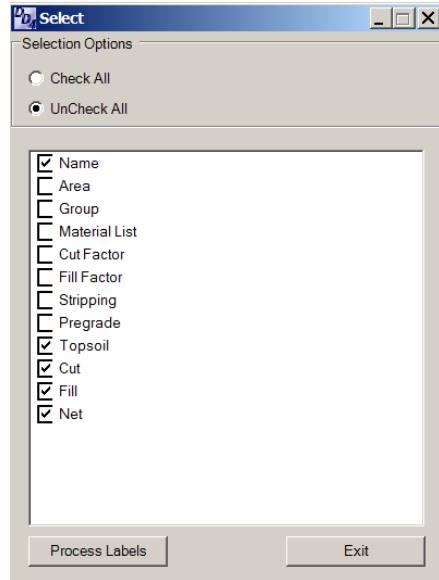 Select
Selection Options
Check All
UnCheck All
Name
Area
Group
Material List
Cut Factor
Fill Factor
Stripping
Pregrade
Topsoil
Cut
Fill
Net
Process Labels Exit